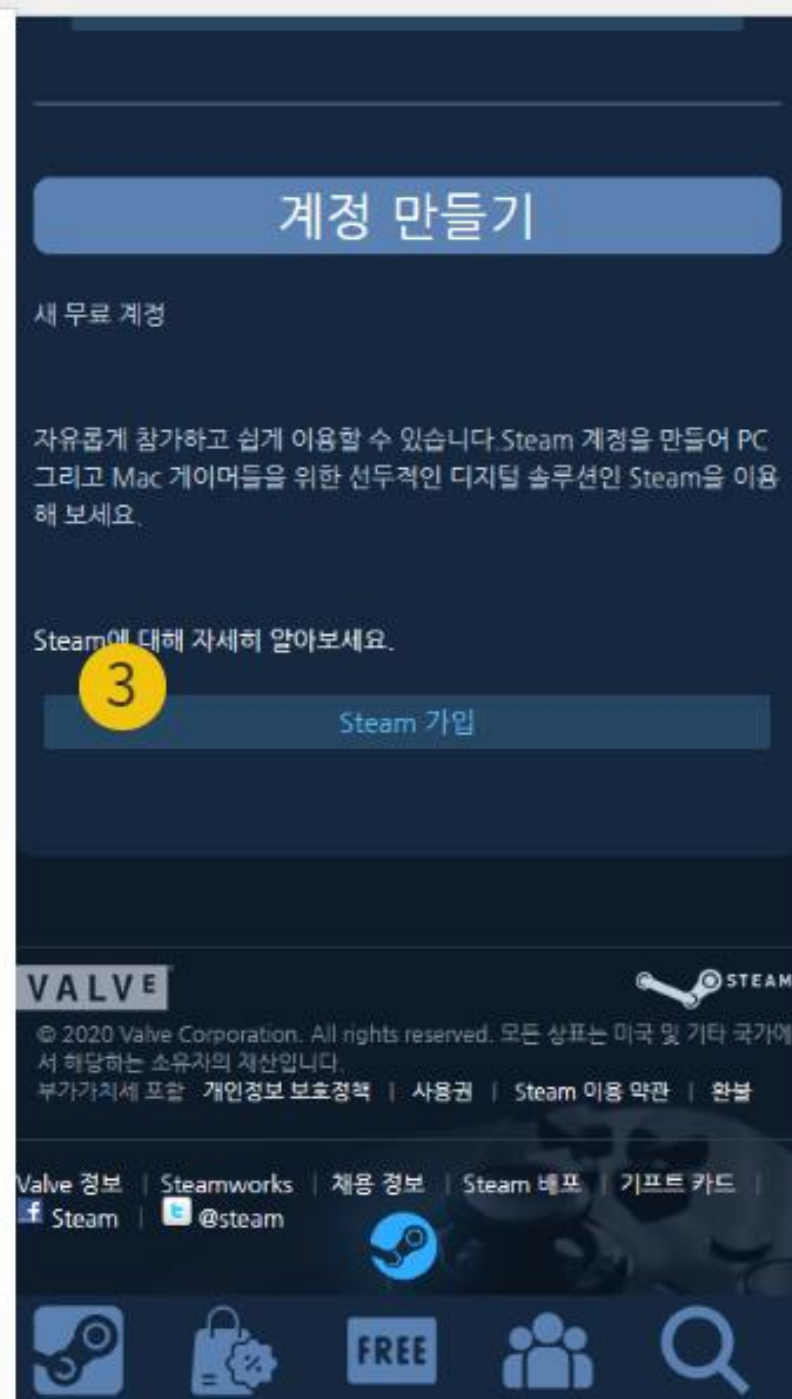 계정 만들기
새 무료 계정
자유롭게 참가하고 쉽게 이용할 수 있습니다.Steam 계정을 만들어 PC
그리고 Mac 게이머들을 위한 선두적인 디지털 솔루션인 Steam을 이용
해 보세요.
Steam에 대해 자세히 알아보세요.
3
Steam 가입
VALVE
STEAM
© 2020 Valve Corporation. All rights reserved. 모든 상표는 미국 및 기타 국가에
서 해당하는 소유자의 재산입니다.
부가가치세 포함 개인정보 보호정책 | 사용권 | Steam 이용 약관 | 환불
Valve 정보 | Steamworks | 채용 정보 | Steam 배포 | 기프트 카드 |
f Steam | t @steam
FREE